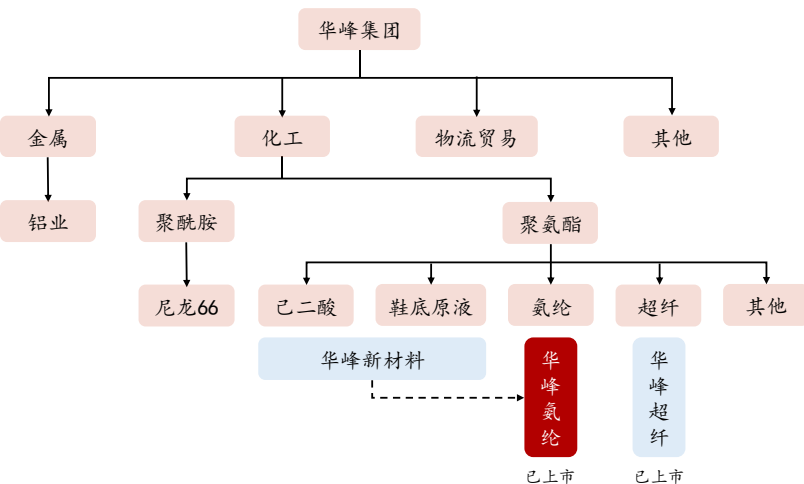 华峰集团
金属
化工
物流贸易
其他
铝业
聚酰胺
聚氨酯
尼龙66
己二酸
鞋底原液
氨纶
超纤
其他
华峰新材料
华峰氨纶
华峰超纤
已上市
已上市